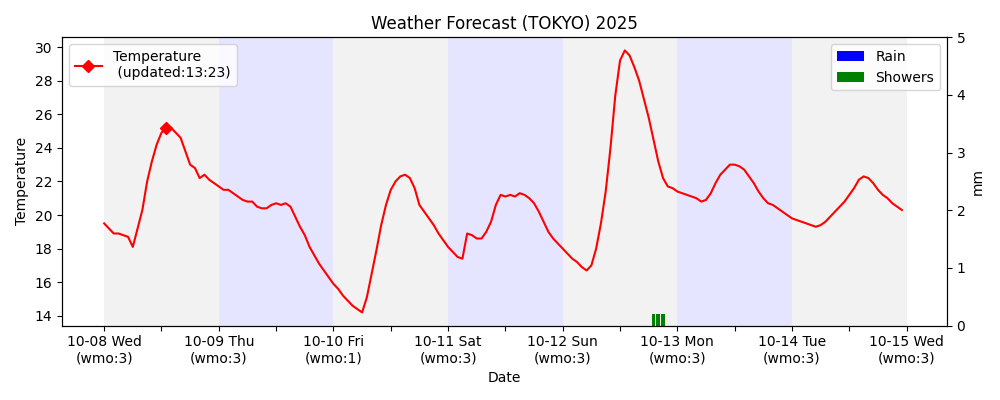 Weather Forecast (TOKYO) 2025
Temperature
(updated:13:23)
Rain
Showers
30
28
26
24
22
20
18
16
14
Temperature
5
4
3
2
1
0
mm
10-08 Wed
(wmo:3)
10-09 Thu
(wmo:3)
10-10 Fri
(wmo:1)
10-11 Sat
(wmo:3)
10-12 Sun
(wmo:3)
10-13 Mon
(wmo:3)
10-14 Tue
(wmo:3)
10-15 Wed
(wmo:3)
Date